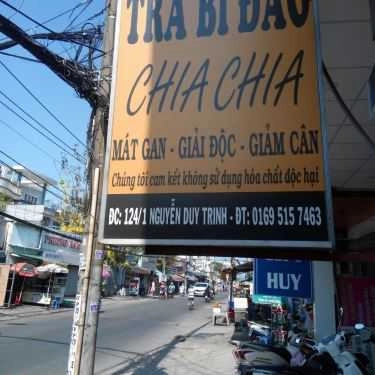 TRÀ BÍ ĐAO
CHIA CHIA
MÁT GAN - GIẢI ĐỘC - GIẢM CÂN
Chúng tôi cam kết không sử dụng hóa chất độc hại
ĐC: 124/1 NGUYỄN DUY TRINH - ĐT: 0169 515 7463
HUY